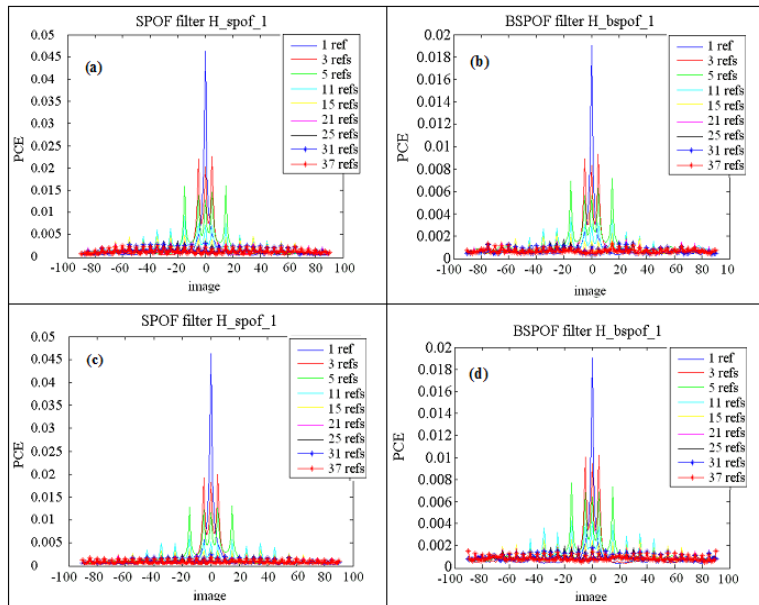 SPOF filter H_spof_1
0.05
0.045
0.04
0.035
0.03
0.025
0.02
0.015
0.01
0.005
0
PCE
(a)
1 ref
3 refs
5 refs
11 refs
15 refs
21 refs
25 refs
31 refs
37 refs
-100 -80 -60 -40 -20 0 20 40 60 80 100
image
BSPOF filter H_bspof_1
0.02
0.018
0.016
0.014
0.012
0.01
0.008
0.006
0.004
0.002
0
PCE
(b)
1 ref
3 refs
5 refs
11 refs
15 refs
21 refs
25 refs
31 refs
37 refs
-100 -80 -60 -40 -20 0 20 40 60 80 10
image
SPOF filter H_spof_1
0.05
0.045
0.04
0.035
0.03
0.025
0.02
0.015
0.01
0.005
0
PCE
(c)
1 ref
3 refs
5 refs
11 refs
15 refs
21 refs
25 refs
31 refs
37 refs
-100 -80 -60 -40 -20 0 20 40 60 80 100
image
BSPOF filter H_bspof_1
0.02
0.018
0.016
0.014
0.012
0.01
0.008
0.006
0.004
0.002
0
PCE
(d)
1 ref
3 refs
5 refs
11 refs
15 refs
21 refs
25 refs
31 refs
37 refs
-100 -80 -60 -40 -20 0 20 40 60 80 100
image